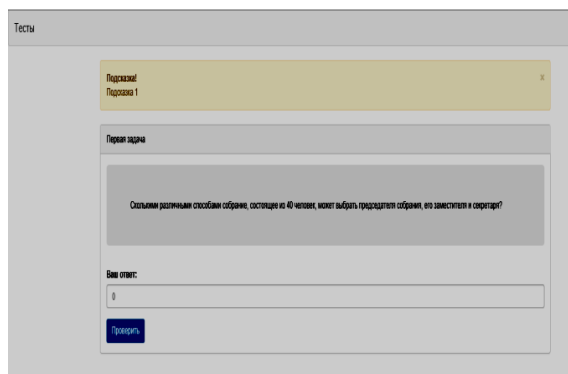 Тесты
Подсказка!
x
Подсказка 1
Первая задача
Сколькими различными способами собрание, состоящее из 40 человек, может выбрать председателя собрания, его заместителя и секретаря?
Ваш ответ:
0
Проверить